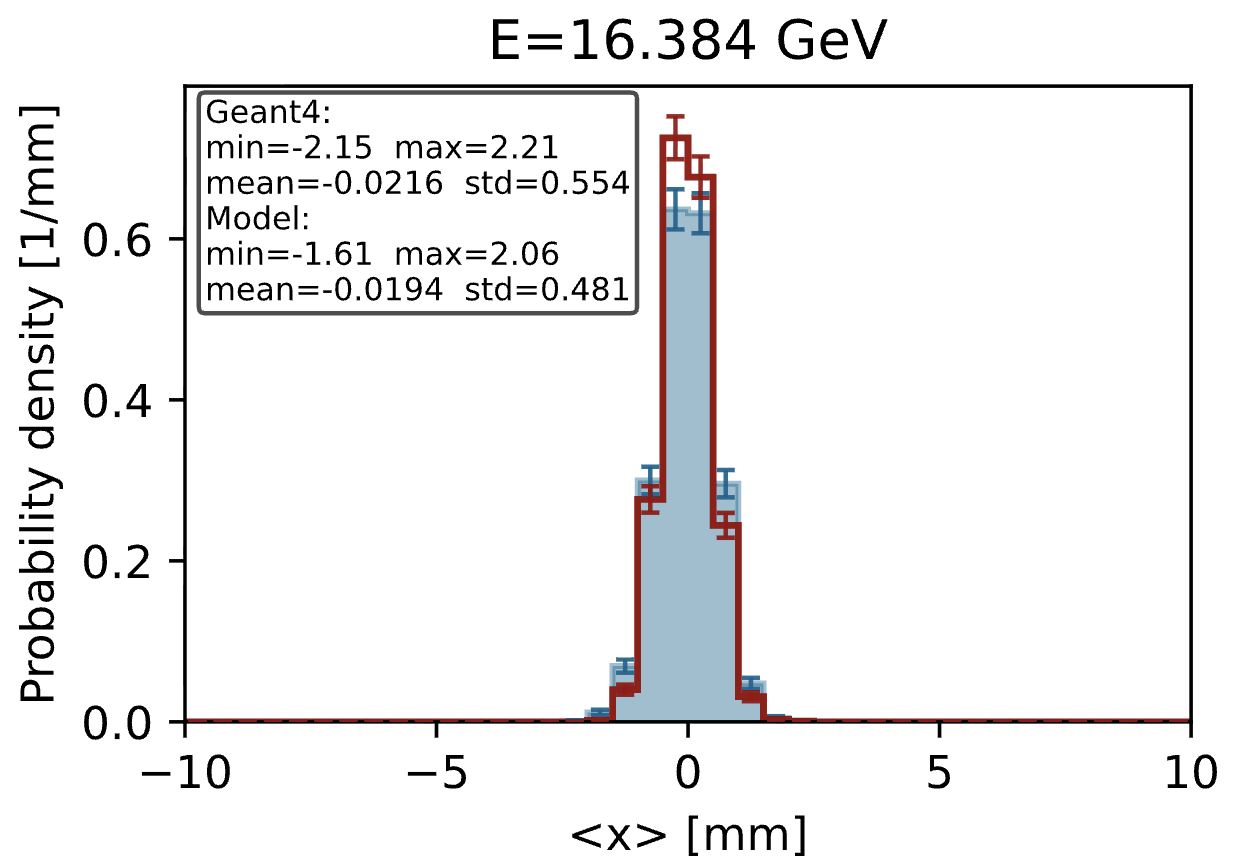 E=16.384 GeV
Geant4:
min=-2.15 max=2.21
mean=-0.0216 std=0.554
Model:
min=-1.61 max=2.06
mean=-0.0194 std=0.481
Probability density [1/mm]
0.6
0.4
0.2
0.0
−10
−5
0
5
10
<x> [mm]